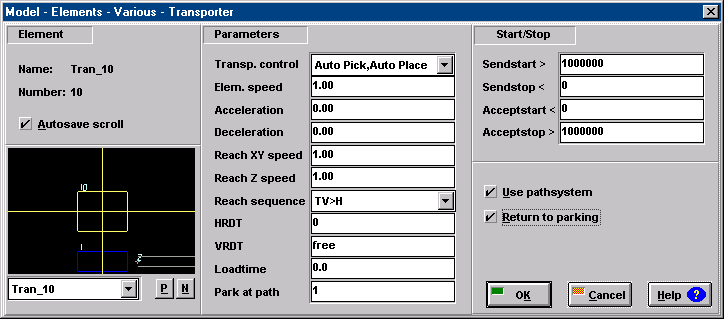 Model - Elements - Various - Transporter
Element
Name: Tran_10
Number: 10
Autosave scroll
10
1
Tran_10
P N
Parameters
Transp. control Auto Pick,Auto Place
Elem. speed 1.00
Acceleration 0.00
Deceleration 0.00
Reach XY speed 1.00
Reach Z speed 1.00
Reach sequence TV>H
HRDT 0
VRDT free
Loadtime 0.0
Park at path 1
Start/Stop
Sendstart > 1000000
Sendstop < 0
Acceptstart < 0
Acceptstop > 1000000
Use pathsystem
Return to parking
OK Cancel Help ?